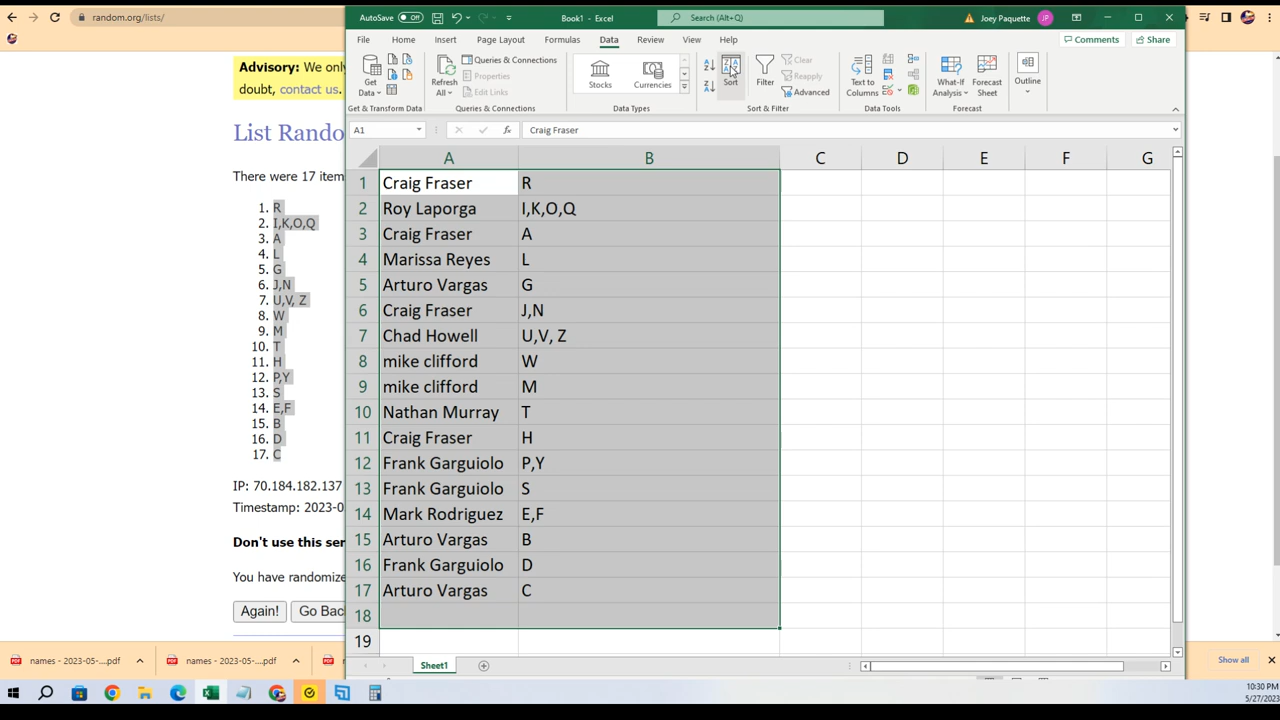 random.org/lists/
AutoSave Off
Book1 - Excel
Search (Alt+Q)
Joey Paquette
JP
File Home Insert Page Layout Formulas Data Review View Help
Comments Share
Get Data
Refresh All
Queries & Connections
Properties
Edit Links
Stocks
Currencies
Sort
Filter
Clear
Reapply
Advanced
Text to Columns
What-If Analysis
Forecast Sheet
Outline
Get & Transform Data Queries & Connections Data Types Sort & Filter Data Tools Forecast
A1 fx Craig Fraser
A B C D E F G
1 Craig Fraser R
2 Roy Laporga I,K,O,Q
3 Craig Fraser A
4 Marissa Reyes L
5 Arturo Vargas G
6 Craig Fraser J,N
7 Chad Howell U,V, Z
8 mike clifford W
9 mike clifford M
10 Nathan Murray T
11 Craig Fraser H
12 Frank Garguiolo P,Y
13 Frank Garguiolo S
14 Mark Rodriguez E,F
15 Arturo Vargas B
16 Frank Garguiolo D
17 Arturo Vargas C
18
19
Sheet1
Advisory: We only
doubt, contact us.
List Rando
There were 17 item
1. R
2. I,K,O,Q
3. A
4. L
5. G
6. J,N
7. U,V, Z
8. W
9. M
10. T
11. H
12. P,Y
13. S
14. E,F
15. B
16. D
17. C
IP: 70.184.182.137
Timestamp: 2023-0
Don't use this ser
You have randomize
Again! Go Bac
names - 2023-05-....pdf
names - 2023-05-....pdf
Show all
10:30 PM
5/27/2023